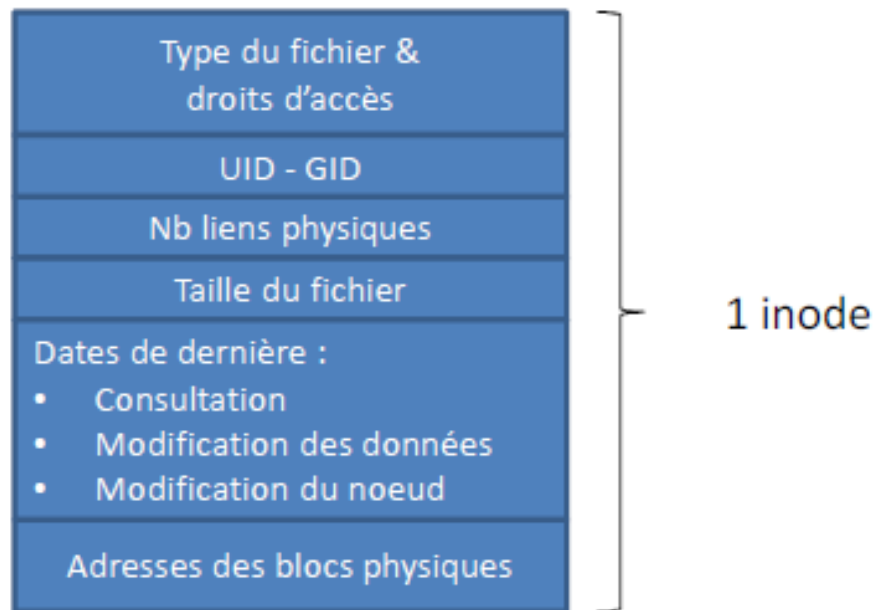 Type du fichier &
droits d'accès
UID - GID
Nb liens physiques
Taille du fichier
Dates de dernière :
• Consultation
• Modification des données
• Modification du noeud
Adresses des blocs physiques
1 inode